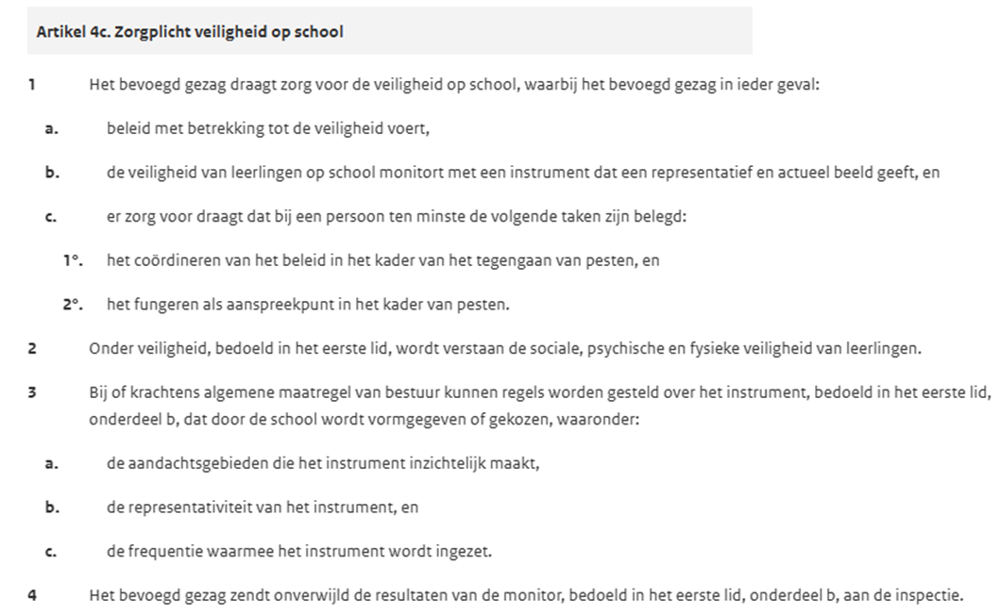 Artikel 4c. Zorgplicht veiligheid op school
1 Het bevoegd gezag draagt zorg voor de veiligheid op school, waarbij het bevoegd gezag in ieder geval:
a. beleid met betrekking tot de veiligheid voert,
b. de veiligheid van leerlingen op school monitort met een instrument dat een representatief en actueel beeld geeft, en
c. er zorg voor draagt dat bij een persoon ten minste de volgende taken zijn belegd:
1°. het coördineren van het beleid in het kader van het tegengaan van pesten, en
2°. het fungeren als aanspreekpunt in het kader van pesten.
2 Onder veiligheid, bedoeld in het eerste lid, wordt verstaan de sociale, psychische en fysieke veiligheid van leerlingen.
3 Bij of krachtens algemene maatregel van bestuur kunnen regels worden gesteld over het instrument, bedoeld in het eerste lid,
onderdeel b, dat door de school wordt vormgegeven of gekozen, waaronder:
a. de aandachtsgebieden die het instrument inzichtelijk maakt,
b. de representativiteit van het instrument, en
c. de frequentie waarmee het instrument wordt ingezet.
4 Het bevoegd gezag zendt onverwijld de resultaten van de monitor, bedoeld in het eerste lid, onderdeel b, aan de inspectie.